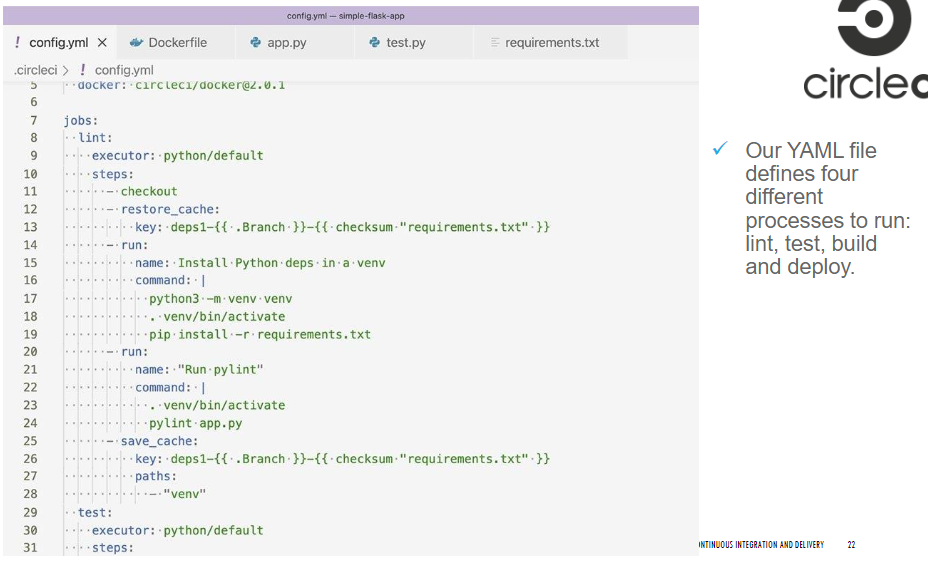 config.yml — simple-flask-app
! config.yml × Dockerfile app.py test.py requirements.txt
.circleci > ! config.yml
5 docker: circleci/docker@2.0.1
6
7 jobs:
8 lint:
9 executor: python/default
10 steps:
11 - checkout
12 - restore_cache:
13 key: deps1-{{ .Branch }}-{{ checksum "requirements.txt" }}
14 - run:
15 name: Install Python deps in a venv
16 command: |
17 python3 -m venv venv
18 . venv/bin/activate
19 pip install -r requirements.txt
20 - run:
21 name: "Run pylint"
22 command: |
23 . venv/bin/activate
24 pylint app.py
25 - save_cache:
26 key: deps1-{{ .Branch }}-{{ checksum "requirements.txt" }}
27 paths:
28 - "venv"
29 test:
30 executor: python/default
31 steps:
circlec
✓ Our YAML file
defines four
different
processes to run:
lint, test, build
and deploy.
ONTINUOUS INTEGRATION AND DELIVERY 22